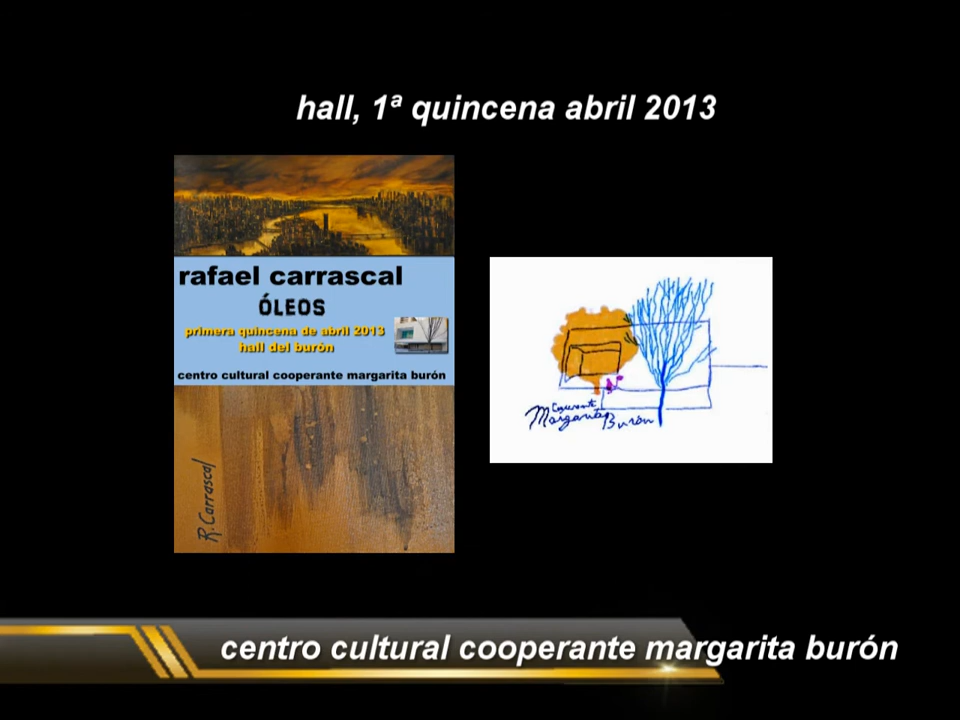 hall, 1ª quincena abril 2013
rafael carrascal
ÓLEOS
primera quincena de abril 2013
hall del burón
centro cultural cooperante margarita burón
R. Carrascal
Cooperante
Margarita Burón
centro cultural cooperante margarita burón